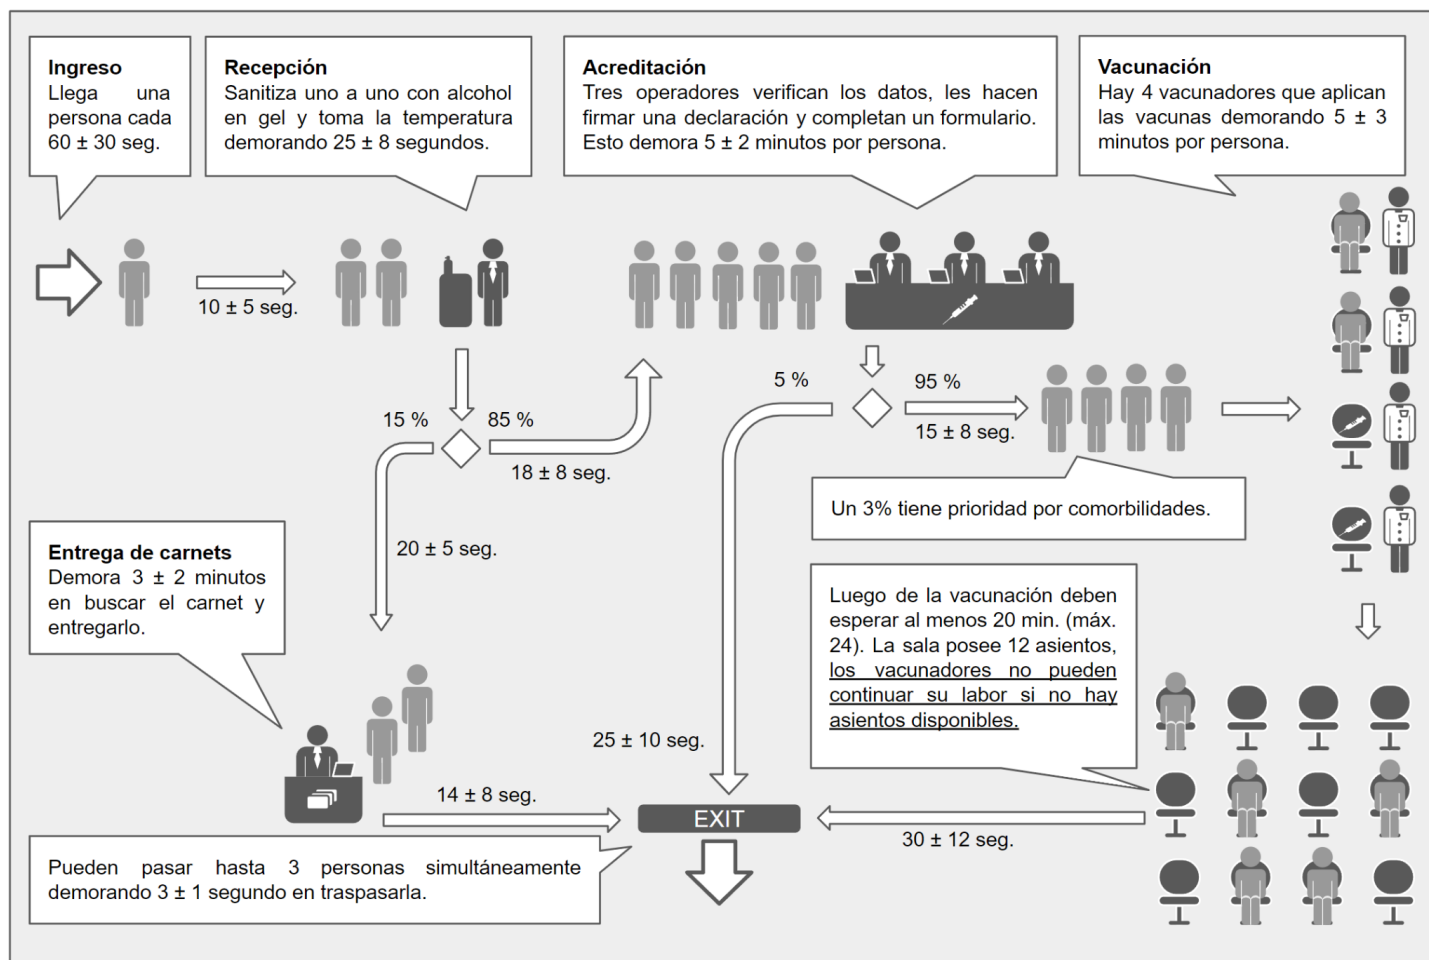 Ingreso
Llega una
persona cada
60 ± 30 seg.
Recepción
Sanitiza uno a uno con alcohol
en gel y toma la temperatura
demorando 25 ± 8 segundos.
Acreditación
Tres operadores verifican los datos, les hacen
firmar una declaración y completan un formulario.
Esto demora 5 ± 2 minutos por persona.
Vacunación
Hay 4 vacunadores que aplican
las vacunas demorando 5 ± 3
minutos por persona.
10 ± 5 seg.
15 %
85 %
18 ± 8 seg.
5 %
95 %
15 ± 8 seg.
Un 3% tiene prioridad por comorbilidades.
Entrega de carnets
Demora 3 ± 2 minutos
en buscar el carnet y
entregarlo.
20 ± 5 seg.
Luego de la vacunación deben
esperar al menos 20 min. (máx.
24). La sala posee 12 asientos,
los vacunadores no pueden
continuar su labor si no hay
asientos disponibles.
25 ± 10 seg.
14 ± 8 seg.
EXIT
30 ± 12 seg.
Pueden pasar hasta 3 personas simultáneamente
demorando 3 ± 1 segundo en traspasarla.